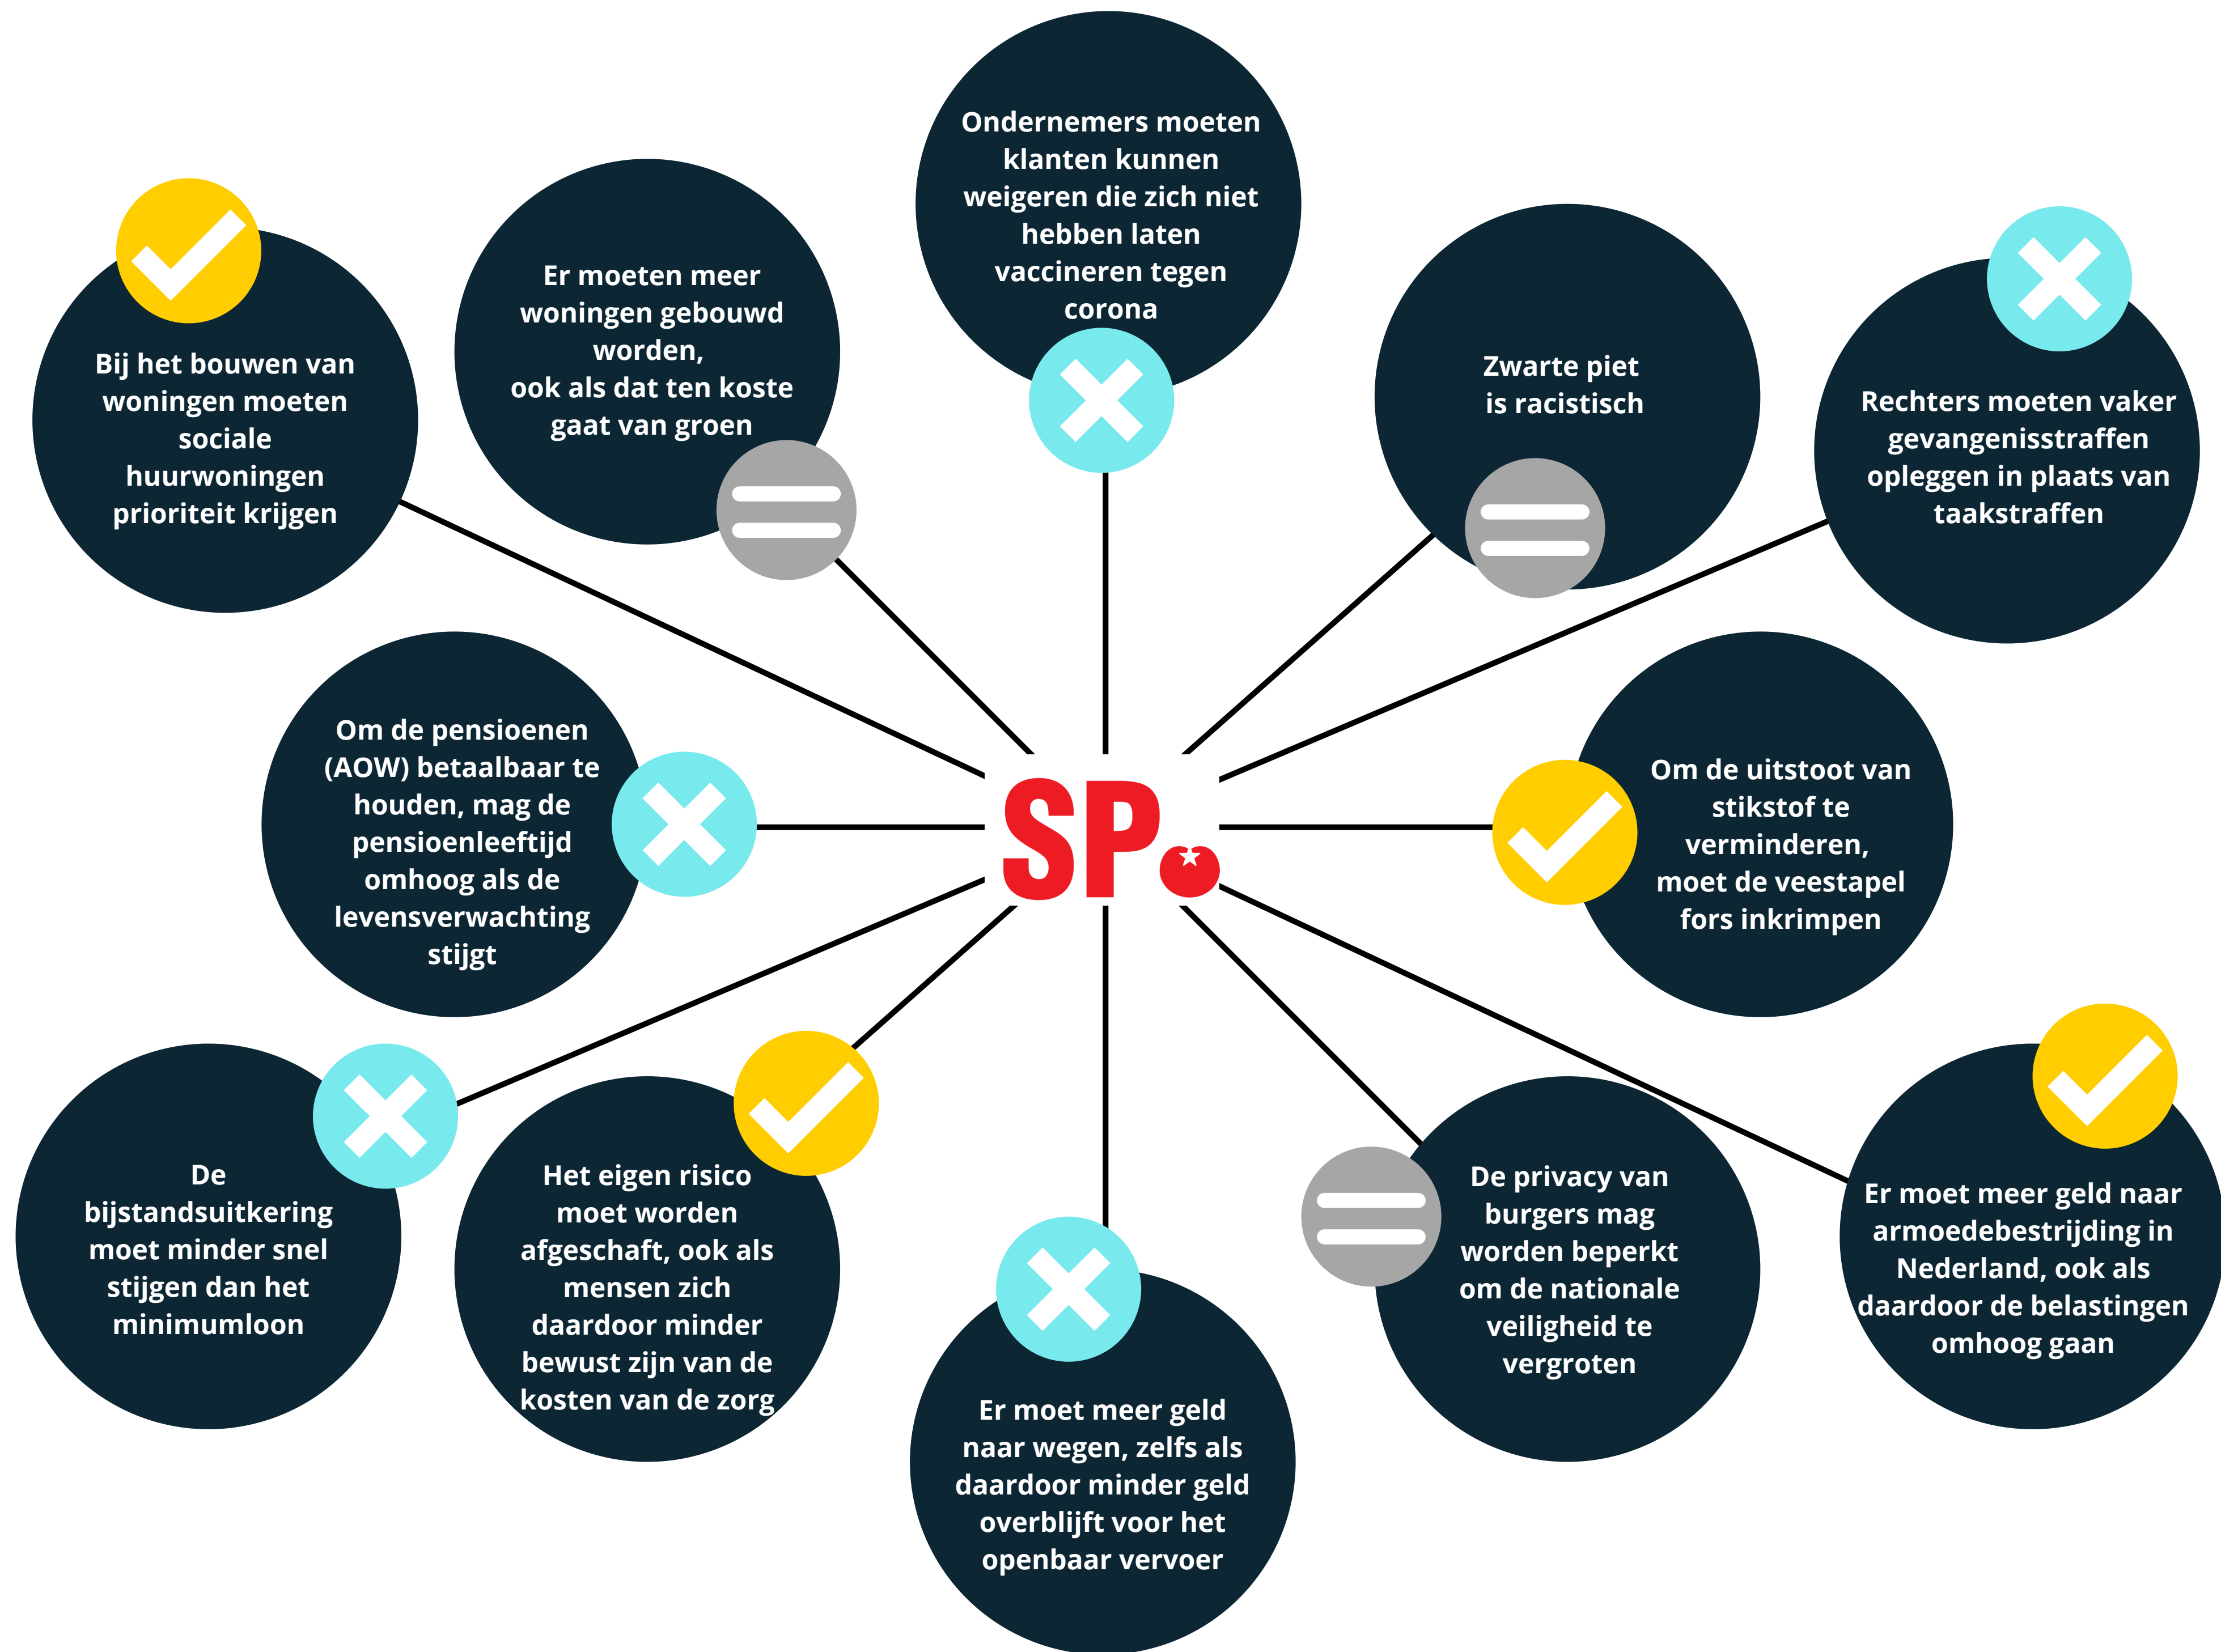 Ondernemers moeten
klanten kunnen
weigeren die zich niet
hebben laten
vaccineren tegen
corona
Er moeten meer
woningen gebouwd
worden,
ook als dat ten koste
gaat van groen
Bij het bouwen van
woningen moeten
sociale
huurwoningen
prioriteit krijgen
Zwarte piet
is racistisch
Rechters moeten vaker
gevangenisstraffen
opleggen in plaats van
taakstraffen
Om de pensioenen
(AOW) betaalbaar te
houden, mag de
pensioenleeftijd
omhoog als de
levensverwachting
stijgt
SP
Om de uitstoot van
stikstof te
verminderen,
moet de veestapel
fors inkrimpen
De
bijstandsuitkering
moet minder snel
stijgen dan het
minimumloon
Het eigen risico
moet worden
afgeschaft, ook als
mensen zich
daardoor minder
bewust zijn van de
kosten van de zorg
Er moet meer geld
naar wegen, zelfs als
daardoor minder geld
overblijft voor het
openbaar vervoer
De privacy van
burgers mag
worden beperkt
om de nationale
veiligheid te
vergroten
Er moet meer geld naar
armoedebestrijding in
Nederland, ook als
daardoor de belastingen
omhoog gaan